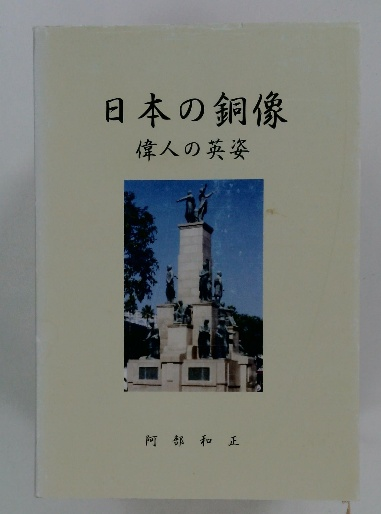 日本の銅像
偉人の英姿
阿部和正